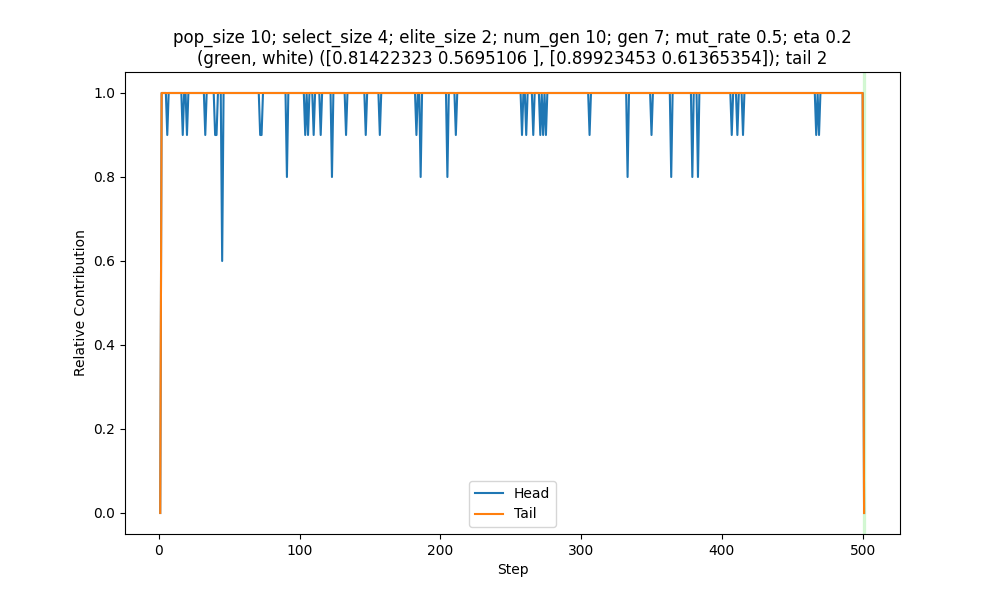 pop_size 10; select_size 4; elite_size 2; num_gen 10; gen 7; mut_rate 0.5; eta 0.2
(green, white) ([0.81422323 0.5695106 ], [0.89923453 0.61365354]); tail 2
1.0
0.8
0.6
0.4
0.2
0.0
Relative Contribution
Head
Tail
0
100
200
300
400
500
Step